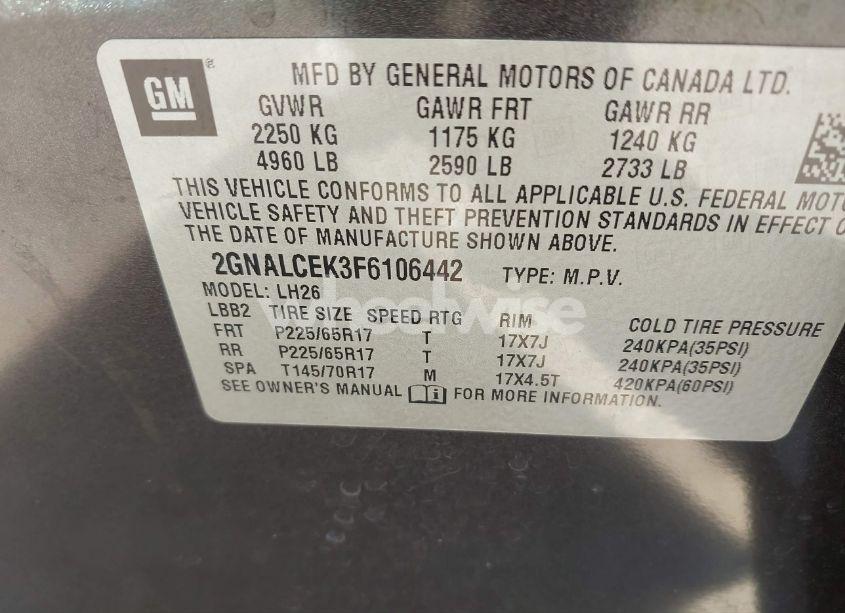 GM ®
MFD BY GENERAL MOTORS OF CANADA LTD.
GVWR GAWR FRT GAWR RR
2250 KG 1175 KG 1240 KG
4960 LB 2590 LB 2733 LB
THIS VEHICLE CONFORMS TO ALL APPLICABLE U.S. FEDERAL MOT
VEHICLE SAFETY AND THEFT PREVENTION STANDARDS IN EFFECT O
THE DATE OF MANUFACTURE SHOWN ABOVE.
2GNALCEK3F6106442 TYPE: M.P.V.
MODEL: LH26
LBB2 TIRE SIZE SPEED RTG RIM COLD TIRE PRESSURE
FRT P225/65R17 T 17X7J 240KPA(35PSI)
RR P225/65R17 T 17X7J 240KPA(35PSI)
SPA T145/70R17 M 17X4.5T 420KPA(60PSI)
SEE OWNER'S MANUAL FOR MORE INFORMATION.
wheelwise